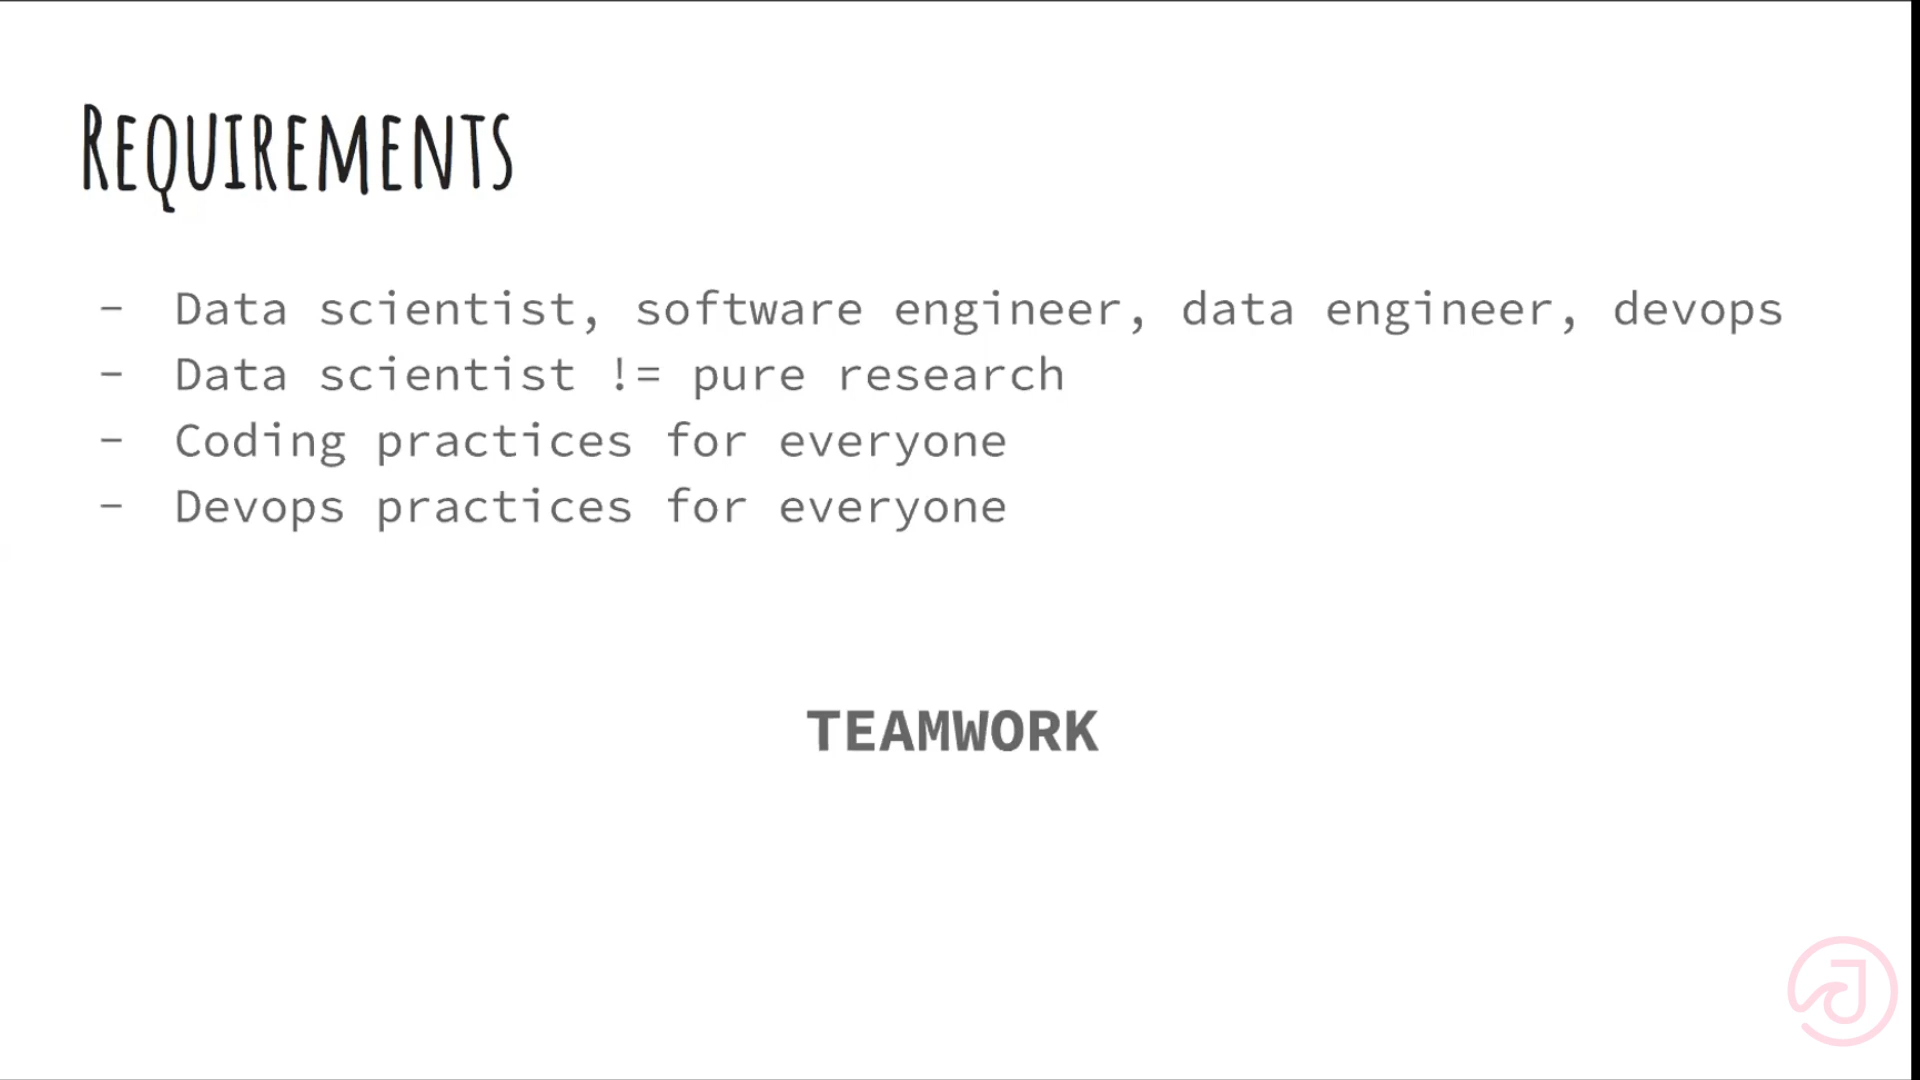 REQUIREMENTS
- Data scientist, software engineer, data engineer, devops
- Data scientist != pure research
- Coding practices for everyone
- Devops practices for everyone
TEAMWORK